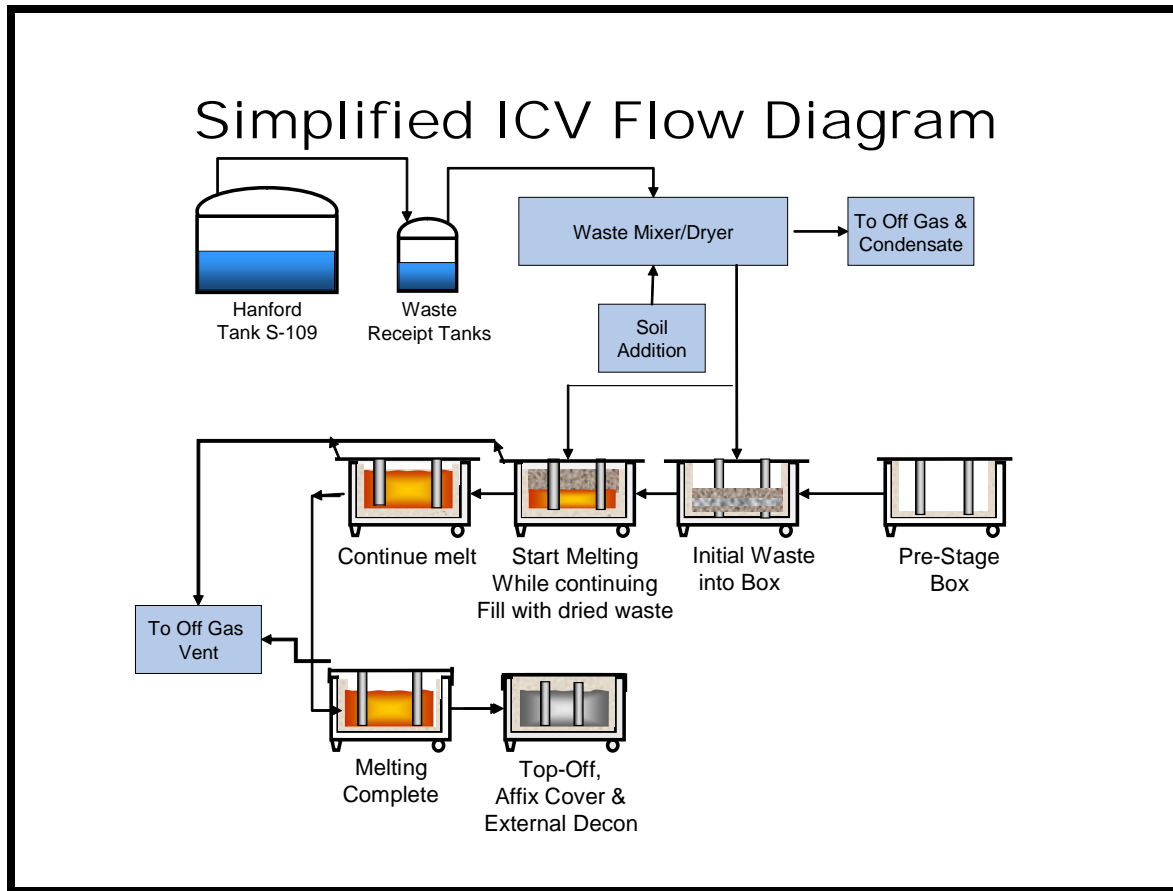 Simplified ICV Flow Diagram
Hanford
Tank S-109
Waste
Receipt Tanks
Waste Mixer/Dryer
To Off Gas &
Condensate
Soil
Addition
Continue melt
Start Melting
While continuing
Fill with dried waste
Initial Waste
into Box
Pre-Stage
Box
To Off Gas
Vent
Melting
Complete
Top-Off,
Affix Cover &
External Decon